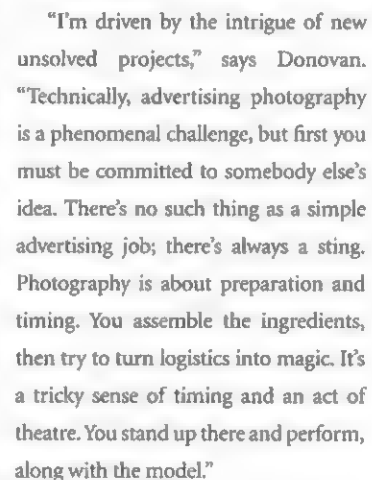 “I’m driven by the intrigue of new
unsolved projects,” says Donovan.
“Technically, advertising photography
is a phenomenal challenge, but first you
must be committed to somebody else’s
idea. There’s no such thing as a simple
advertising job; there’s always a sting.
Photography is about preparation and
timing. You assemble the ingredients,
then try to turn logistics into magic. It’s
a tricky sense of timing and an act of
theatre. You stand up there and perform,
along with the model.”